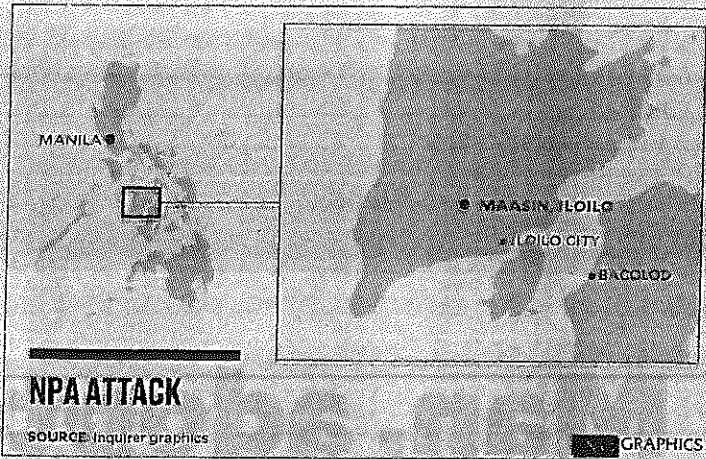 MANILA
MAASIN, ILOILO
ILOILO CITY
BACOLOD
NPA ATTACK
SOURCE: Inquirer graphics
GRAPHICS